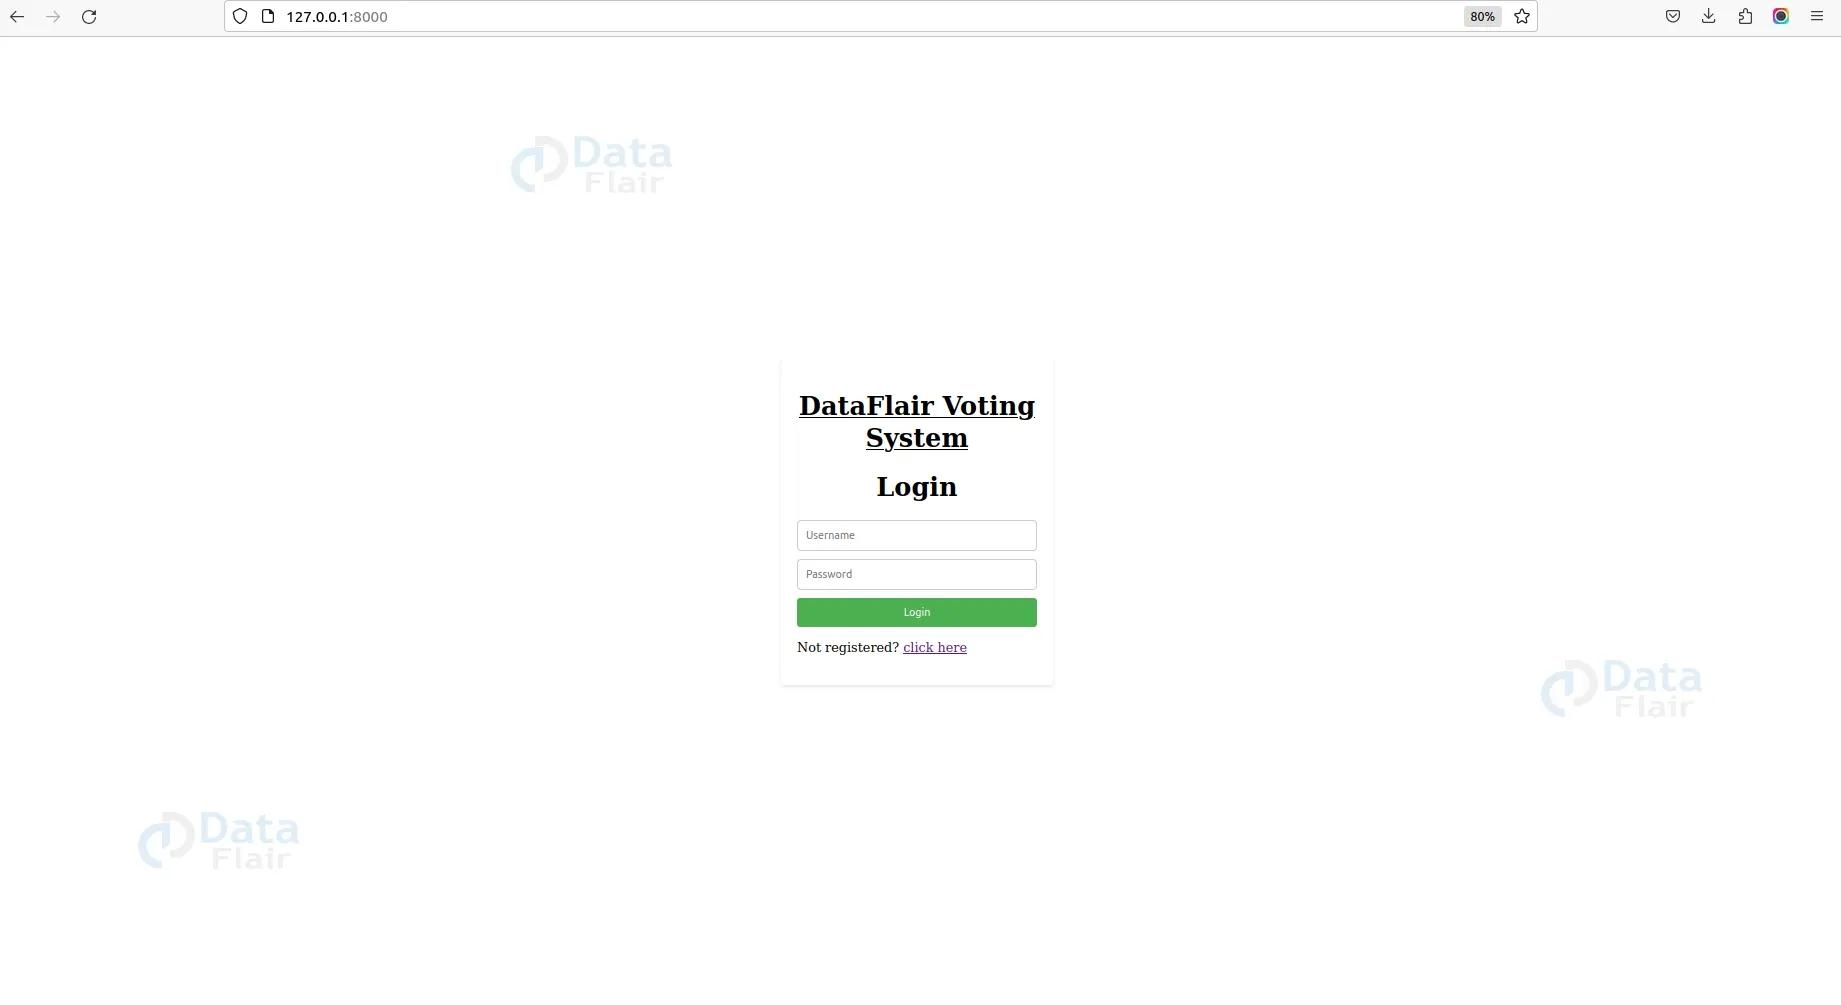 127.0.0.1:8000
80%
Data
Flair
DataFlair Voting
System
Login
Username
Password
Login
Not registered? click here
Data
Flair
Data
Flair